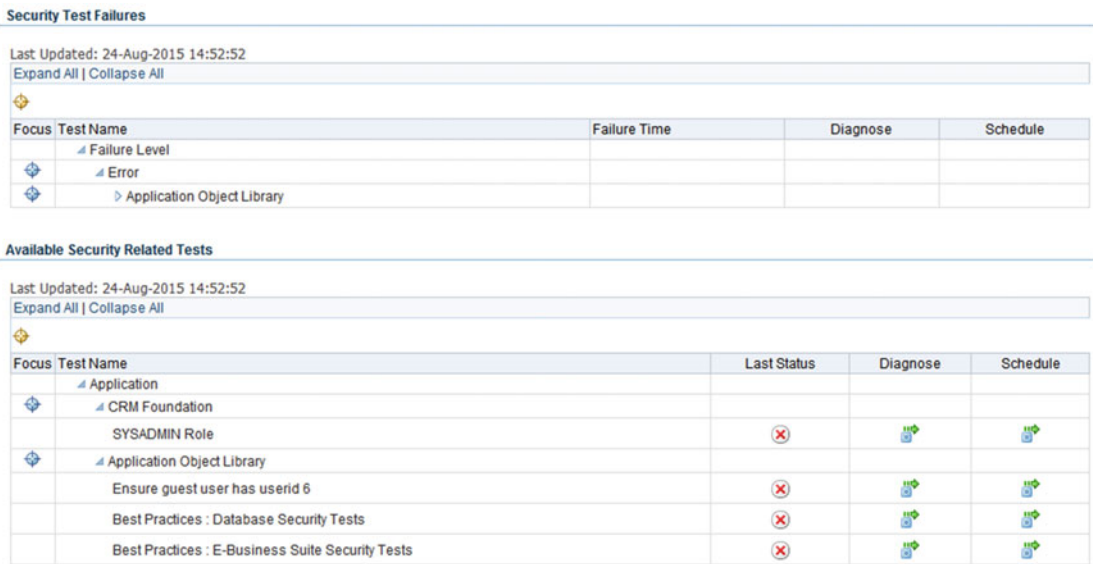 Security Test Failures
Last Updated: 24-Aug-2015 14:52:52
Expand All | Collapse All
Focus Test Name Failure Time Diagnose Schedule
Failure Level
Error
Application Object Library
Available Security Related Tests
Last Updated: 24-Aug-2015 14:52:52
Expand All | Collapse All
Focus Test Name Last Status Diagnose Schedule
Application
CRM Foundation
SYSADMIN Role
Application Object Library
Ensure guest user has userid 6
Best Practices : Database Security Tests
Best Practices : E-Business Suite Security Tests